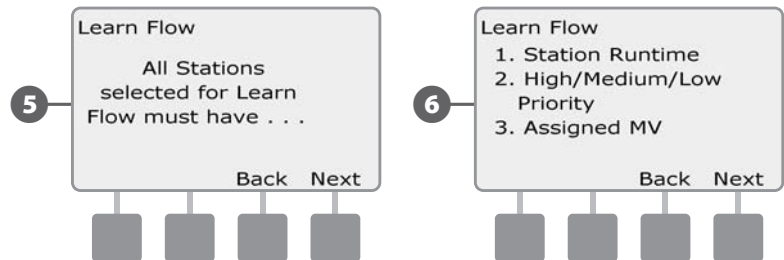 5
Learn Flow
All Stations
selected for Learn
Flow must have . . .
Back Next
6
Learn Flow
1. Station Runtime
2. High/Medium/Low
Priority
3. Assigned MV
Back Next